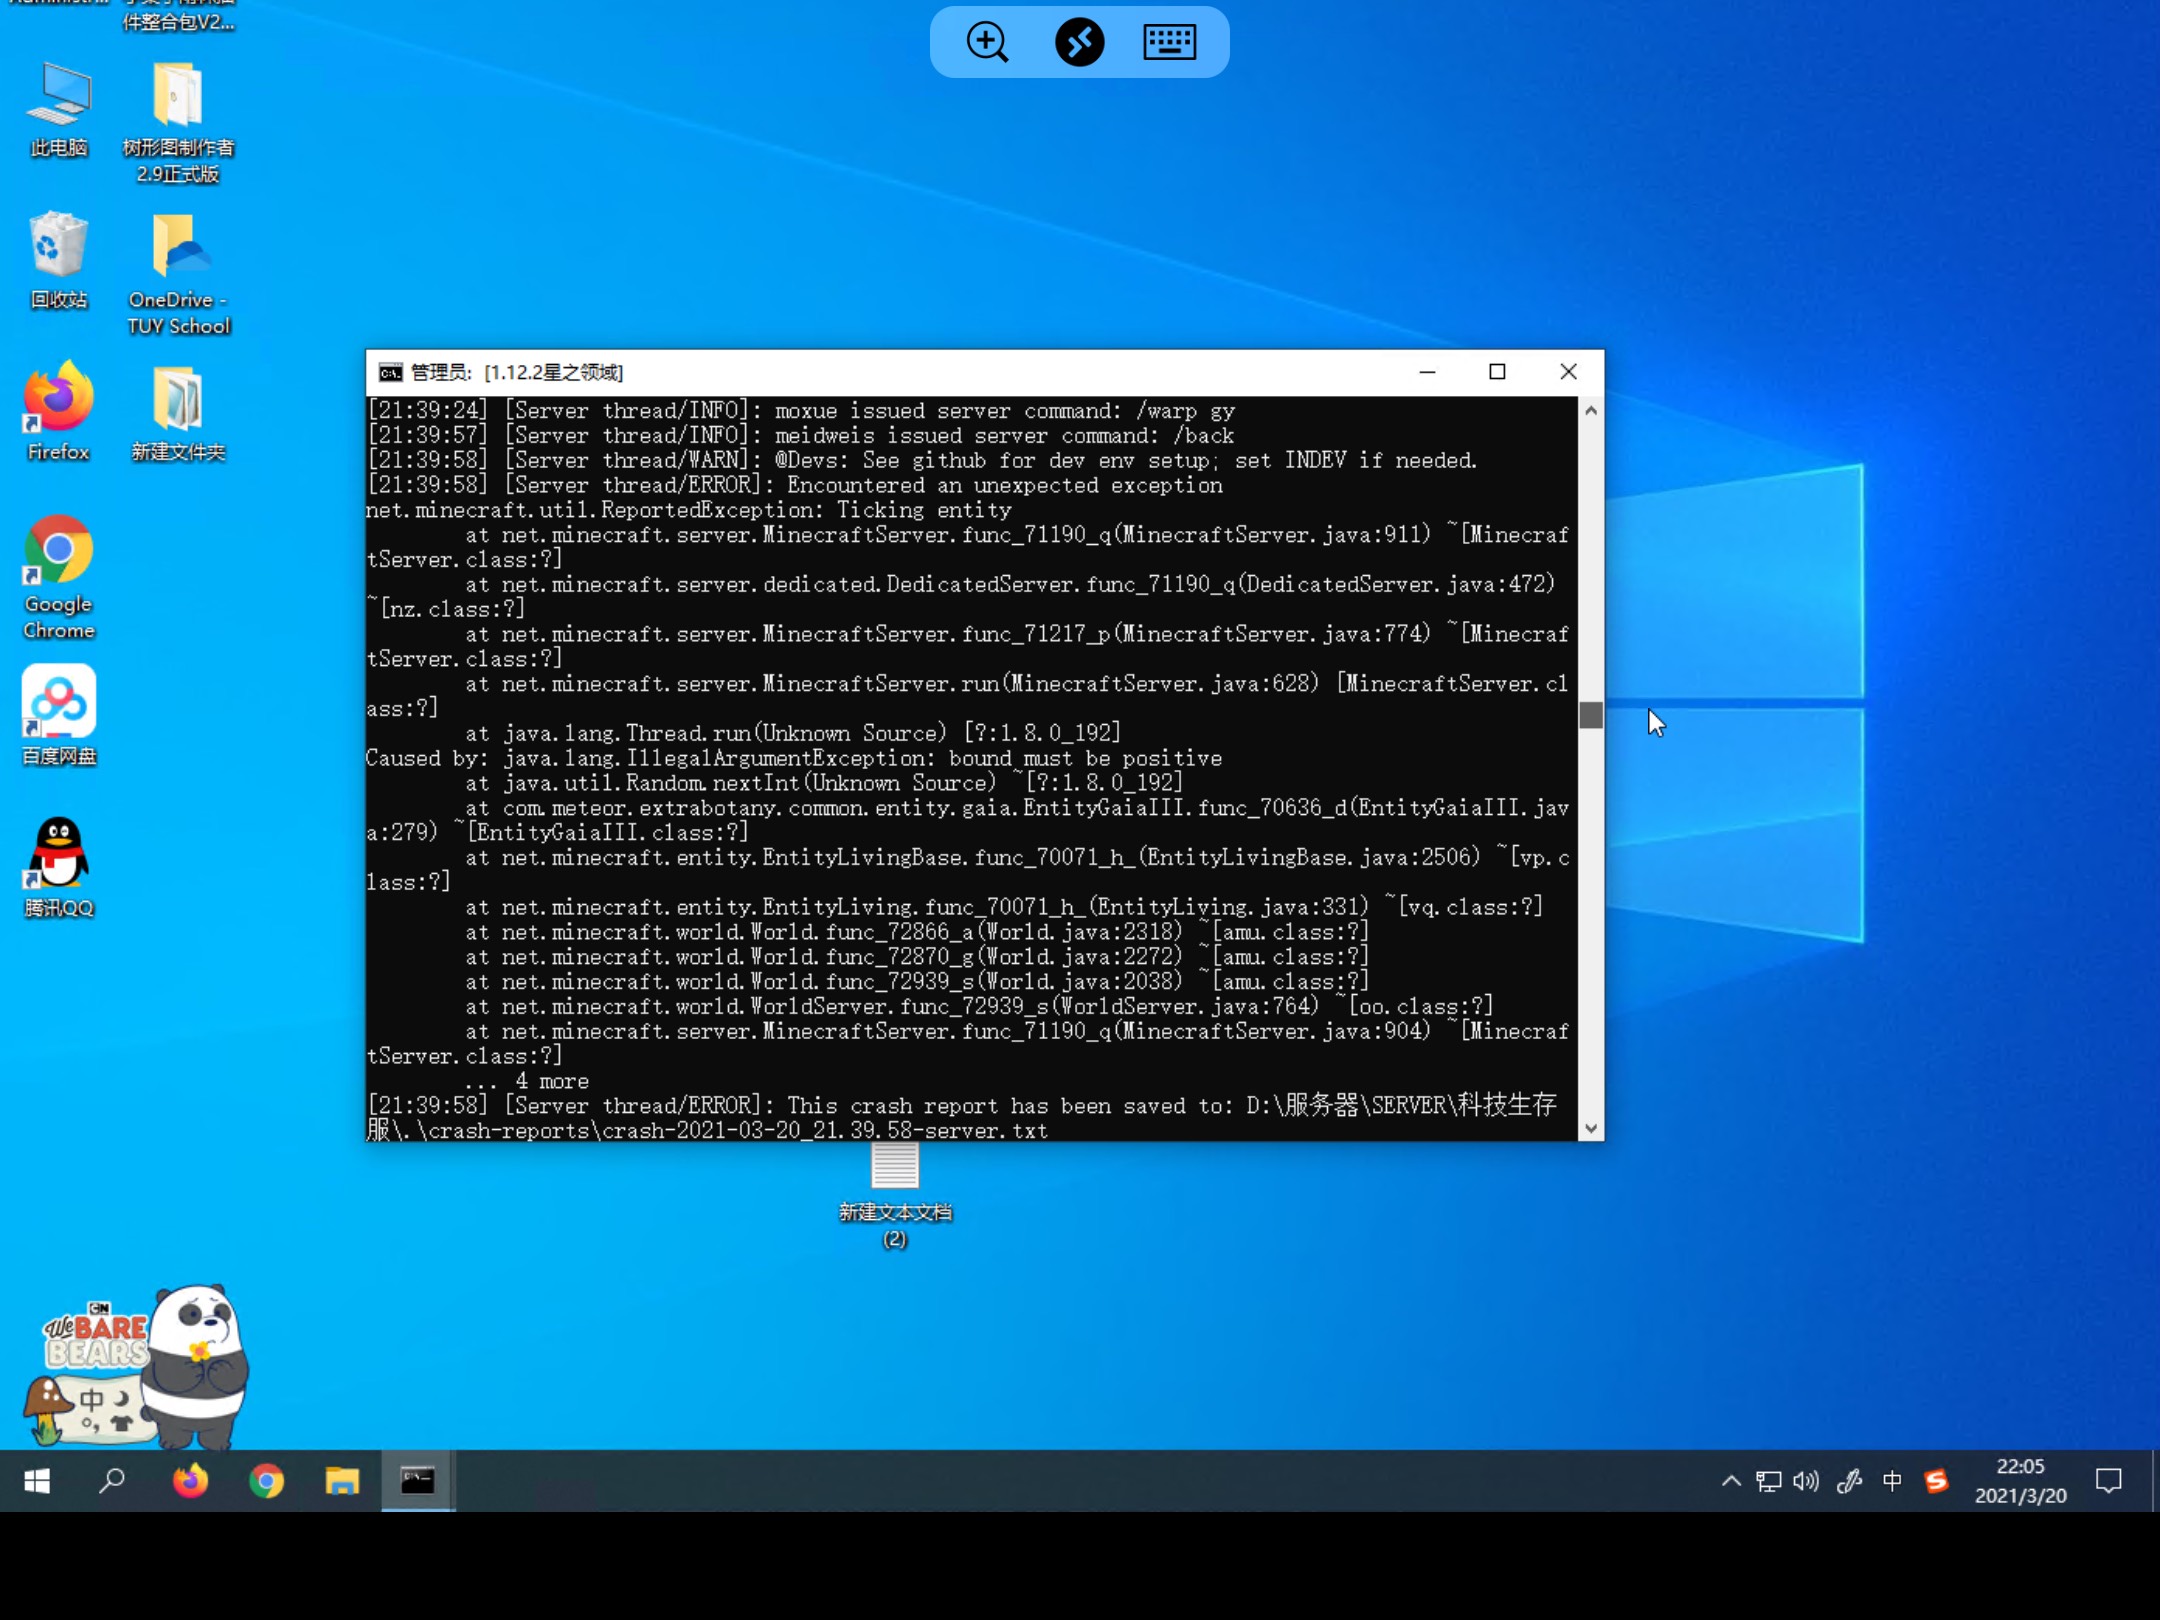 件整合包V2...
此电脑
树形图制作者
2.9正式版
回收站
OneDrive -
TUY School
Firefox
新建文件夹
Google
Chrome
百度网盘
腾讯QQ
管理员: [1.12.2星之领域]
[21:39:24] [Server thread/INFO]: moxue issued server command: /warp gy
[21:39:57] [Server thread/INFO]: meidweis issued server command: /back
[21:39:58] [Server thread/WARN]: @Devs: See github for dev env setup; set INDEV if needed.
[21:39:58] [Server thread/ERROR]: Encountered an unexpected exception
net.minecraft.util.ReportedException: Ticking entity
at net.minecraft.server.MinecraftServer.func_71190_q(MinecraftServer.java:911) ~[Minecraf
tServer.class:?]
at net.minecraft.server.dedicated.DedicatedServer.func_71190_q(DedicatedServer.java:472)
~[nz.class:?]
at net.minecraft.server.MinecraftServer.func_71217_p(MinecraftServer.java:774) ~[Minecraf
tServer.class:?]
at net.minecraft.server.MinecraftServer.run(MinecraftServer.java:628) [MinecraftServer.cl
ass:?]
at java.lang.Thread.run(Unknown Source) [?:1.8.0_192]
Caused by: java.lang.IllegalArgumentException: bound must be positive
at java.util.Random.nextInt(Unknown Source) ~[?:1.8.0_192]
at com.meteor.extrabotany.common.entity.gaia.EntityGaiaIII.func_70636_d(EntityGaiaIII.jav
a:279) ~[EntityGaiaIII.class:?]
at net.minecraft.entity.EntityLivingBase.func_70071_h_(EntityLivingBase.java:2506) ~[vp.c
lass:?]
at net.minecraft.entity.EntityLiving.func_70071_h_(EntityLiving.java:331) ~[vq.class:?]
at net.minecraft.world.World.func_72866_a(World.java:2318) ~[amu.class:?]
at net.minecraft.world.World.func_72870_g(World.java:2272) ~[amu.class:?]
at net.minecraft.world.World.func_72939_s(World.java:2038) ~[amu.class:?]
at net.minecraft.world.WorldServer.func_72939_s(WorldServer.java:764) ~[oo.class:?]
at net.minecraft.server.MinecraftServer.func_71190_q(MinecraftServer.java:904) ~[Minecraf
tServer.class:?]
... 4 more
[21:39:58] [Server thread/ERROR]: This crash report has been saved to: D:\服务器\SERVER\科技生存
服\.\crash-reports\crash-2021-03-20_21.39.58-server.txt
新建文本文档
(2)
CN
We BARE
BEARS
中
中
22:05
2021/3/20